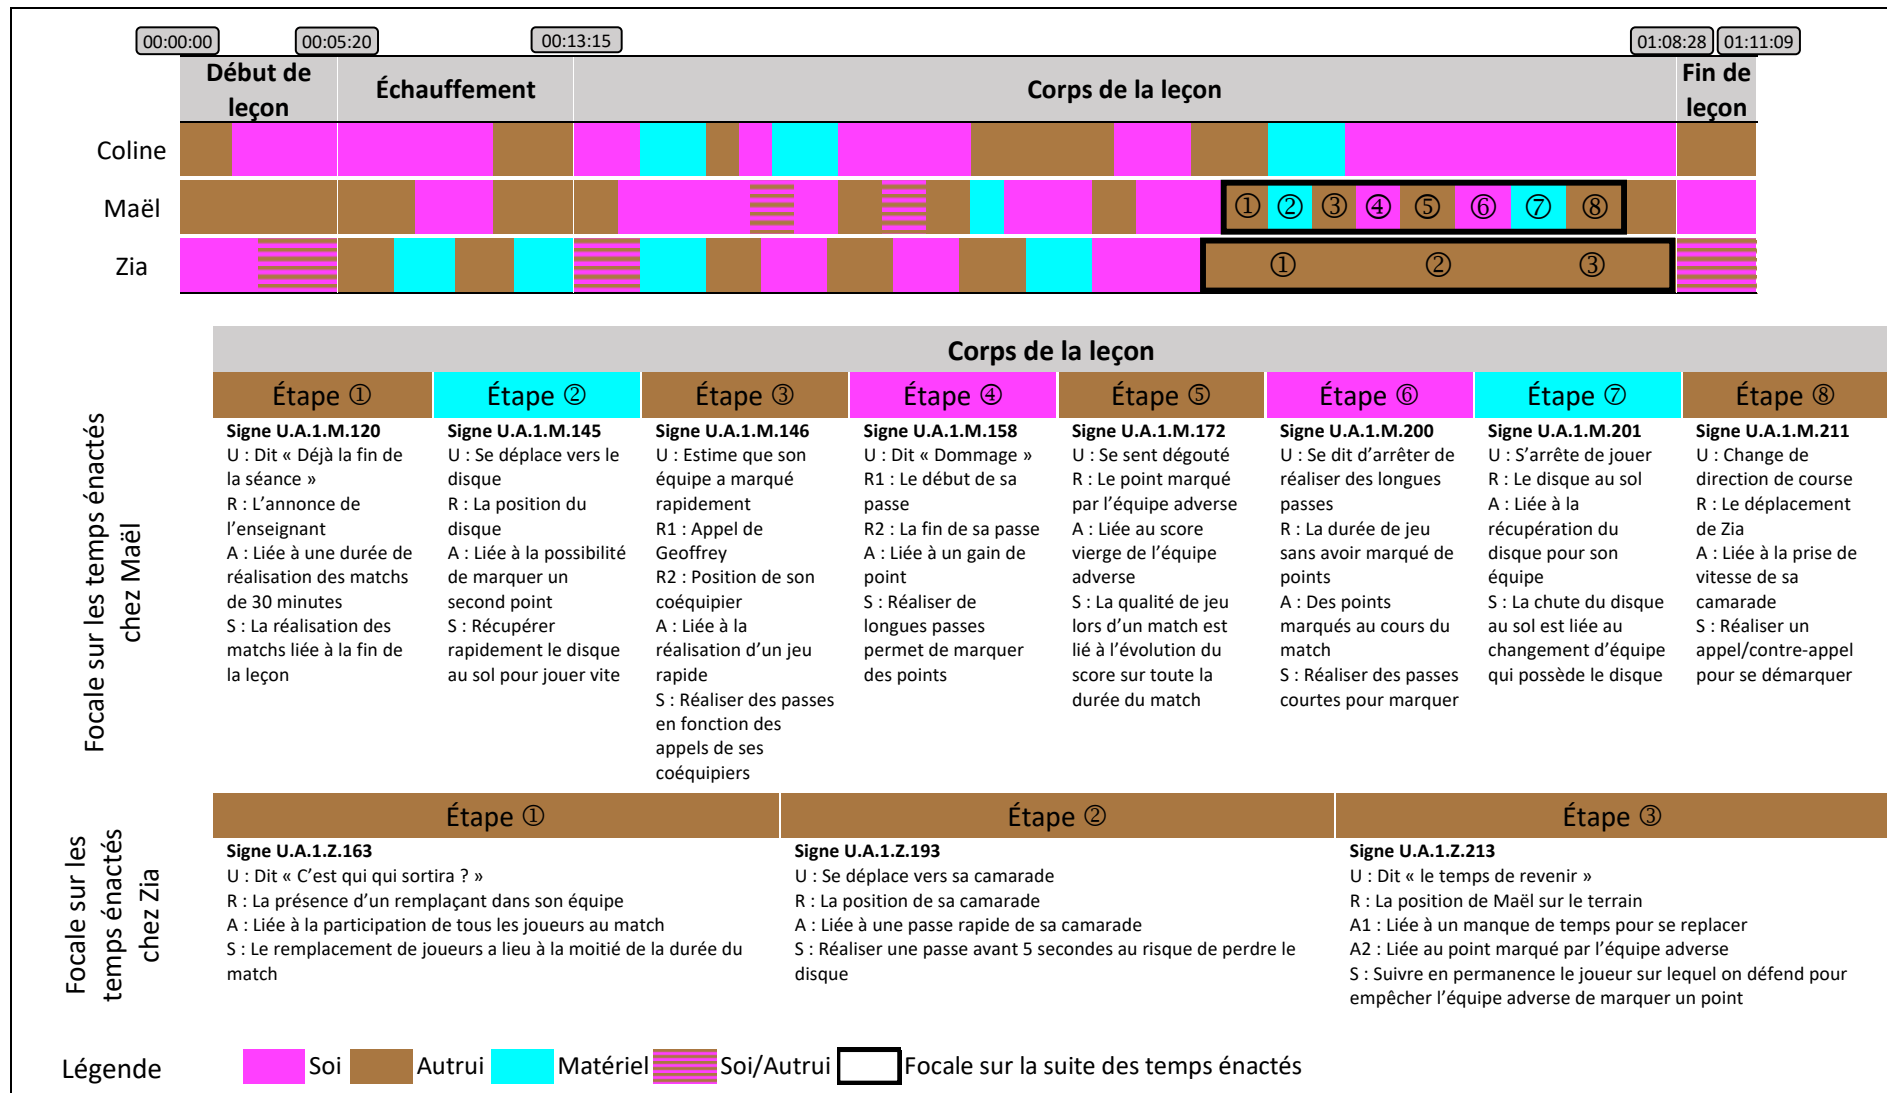 00:00:00 00:05:20 00:13:15 01:08:28 01:11:09
Début de
leçon
Échauffement
Corps de la leçon
Fin de
leçon
Coline
Maël
① ② ③ ④ ⑤ ⑥ ⑦ ⑧
Zia
① ② ③
Corps de la leçon
Focale sur les temps énactés
chez Maël
Étape ①
Signe U.A.1.M.120
U : Dit « Déjà la fin de
la séance »
R : L’annonce de
l’enseignant
A : Liée à une durée de
réalisation des matchs
de 30 minutes
S : La réalisation des
matchs liée à la fin de
la leçon
Étape ②
Signe U.A.1.M.145
U : Se déplace vers le
disque
R : La position du
disque
A : Liée à la possibilité
de marquer un
second point
S : Récupérer
rapidement le disque
au sol pour jouer vite
Étape ③
Signe U.A.1.M.146
U : Estime que son
équipe a marqué
rapidement
R1 : Appel de
Geoffrey
R2 : Position de son
coéquipier
A : Liée à la
réalisation d’un jeu
rapide
S : Réaliser des passes
en fonction des
appels de ses
coéquipiers
Étape ④
Signe U.A.1.M.158
U : Dit « Dommage »
R1 : Le début de sa
passe
R2 : La fin de sa passe
A : Liée à un gain de
point
S : Réaliser de
longues passes
permet de marquer
des points
Étape ⑤
Signe U.A.1.M.172
U : Se sent dégouté
R : Le point marqué
par l’équipe adverse
A : Liée au score
vierge de l’équipe
adverse
S : La qualité de jeu
lors d’un match est
lié à l’évolution du
score sur toute la
durée du match
Étape ⑥
Signe U.A.1.M.200
U : Se dit d’arrêter de
réaliser des longues
passes
R : La durée de jeu
sans avoir marqué de
points
A : Des points
marqués au cours du
match
S : Réaliser des passes
courtes pour marquer
Étape ⑦
Signe U.A.1.M.201
U : S’arrête de jouer
R : Le disque au sol
A : Liée à la
récupération du
disque pour son
équipe
S : La chute du disque
au sol est liée au
changement d’équipe
qui possède le disque
Étape ⑧
Signe U.A.1.M.211
U : Change de
direction de course
R : Le déplacement
de Zia
A : Liée à la prise de
vitesse de sa
camarade
S : Réaliser un
appel/contre-appel
pour se démarquer
Focale sur les
temps énactés
chez Zia
Étape ①
Signe U.A.1.Z.163
U : Dit « C’est qui qui sortira ? »
R : La présence d’un remplaçant dans son équipe
A : Liée à la participation de tous les joueurs au match
S : Le remplacement de joueurs a lieu à la moitié de la durée du
match
Étape ②
Signe U.A.1.Z.193
U : Se déplace vers sa camarade
R : La position de sa camarade
A : Liée à une passe rapide de sa camarade
S : Réaliser une passe avant 5 secondes au risque de perdre le
disque
Étape ③
Signe U.A.1.Z.213
U : Dit « le temps de revenir »
R : La position de Maël sur le terrain
A1 : Liée à un manque de temps pour se replacer
A2 : Liée au point marqué par l’équipe adverse
S : Suivre en permanence le joueur sur lequel on défend pour
empêcher l’équipe adverse de marquer un point
Légende Soi Autrui Matériel Soi/Autrui Focale sur la suite des temps énactés